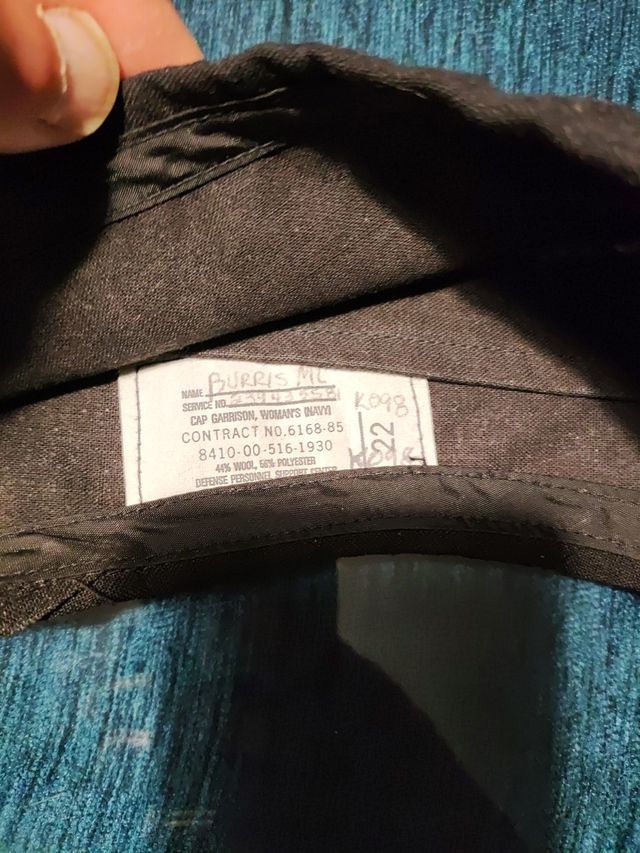 NAME BURRIS MC
SERVICE NO.
CAP GARRISON, WOMAN'S (NAVY)
CONTRACT NO. 6168-85
8410-00-516-1930
44% WOOL, 56% POLYESTER
DEFENSE PERSONNEL SUPPORT CENTER
K098
22
K098